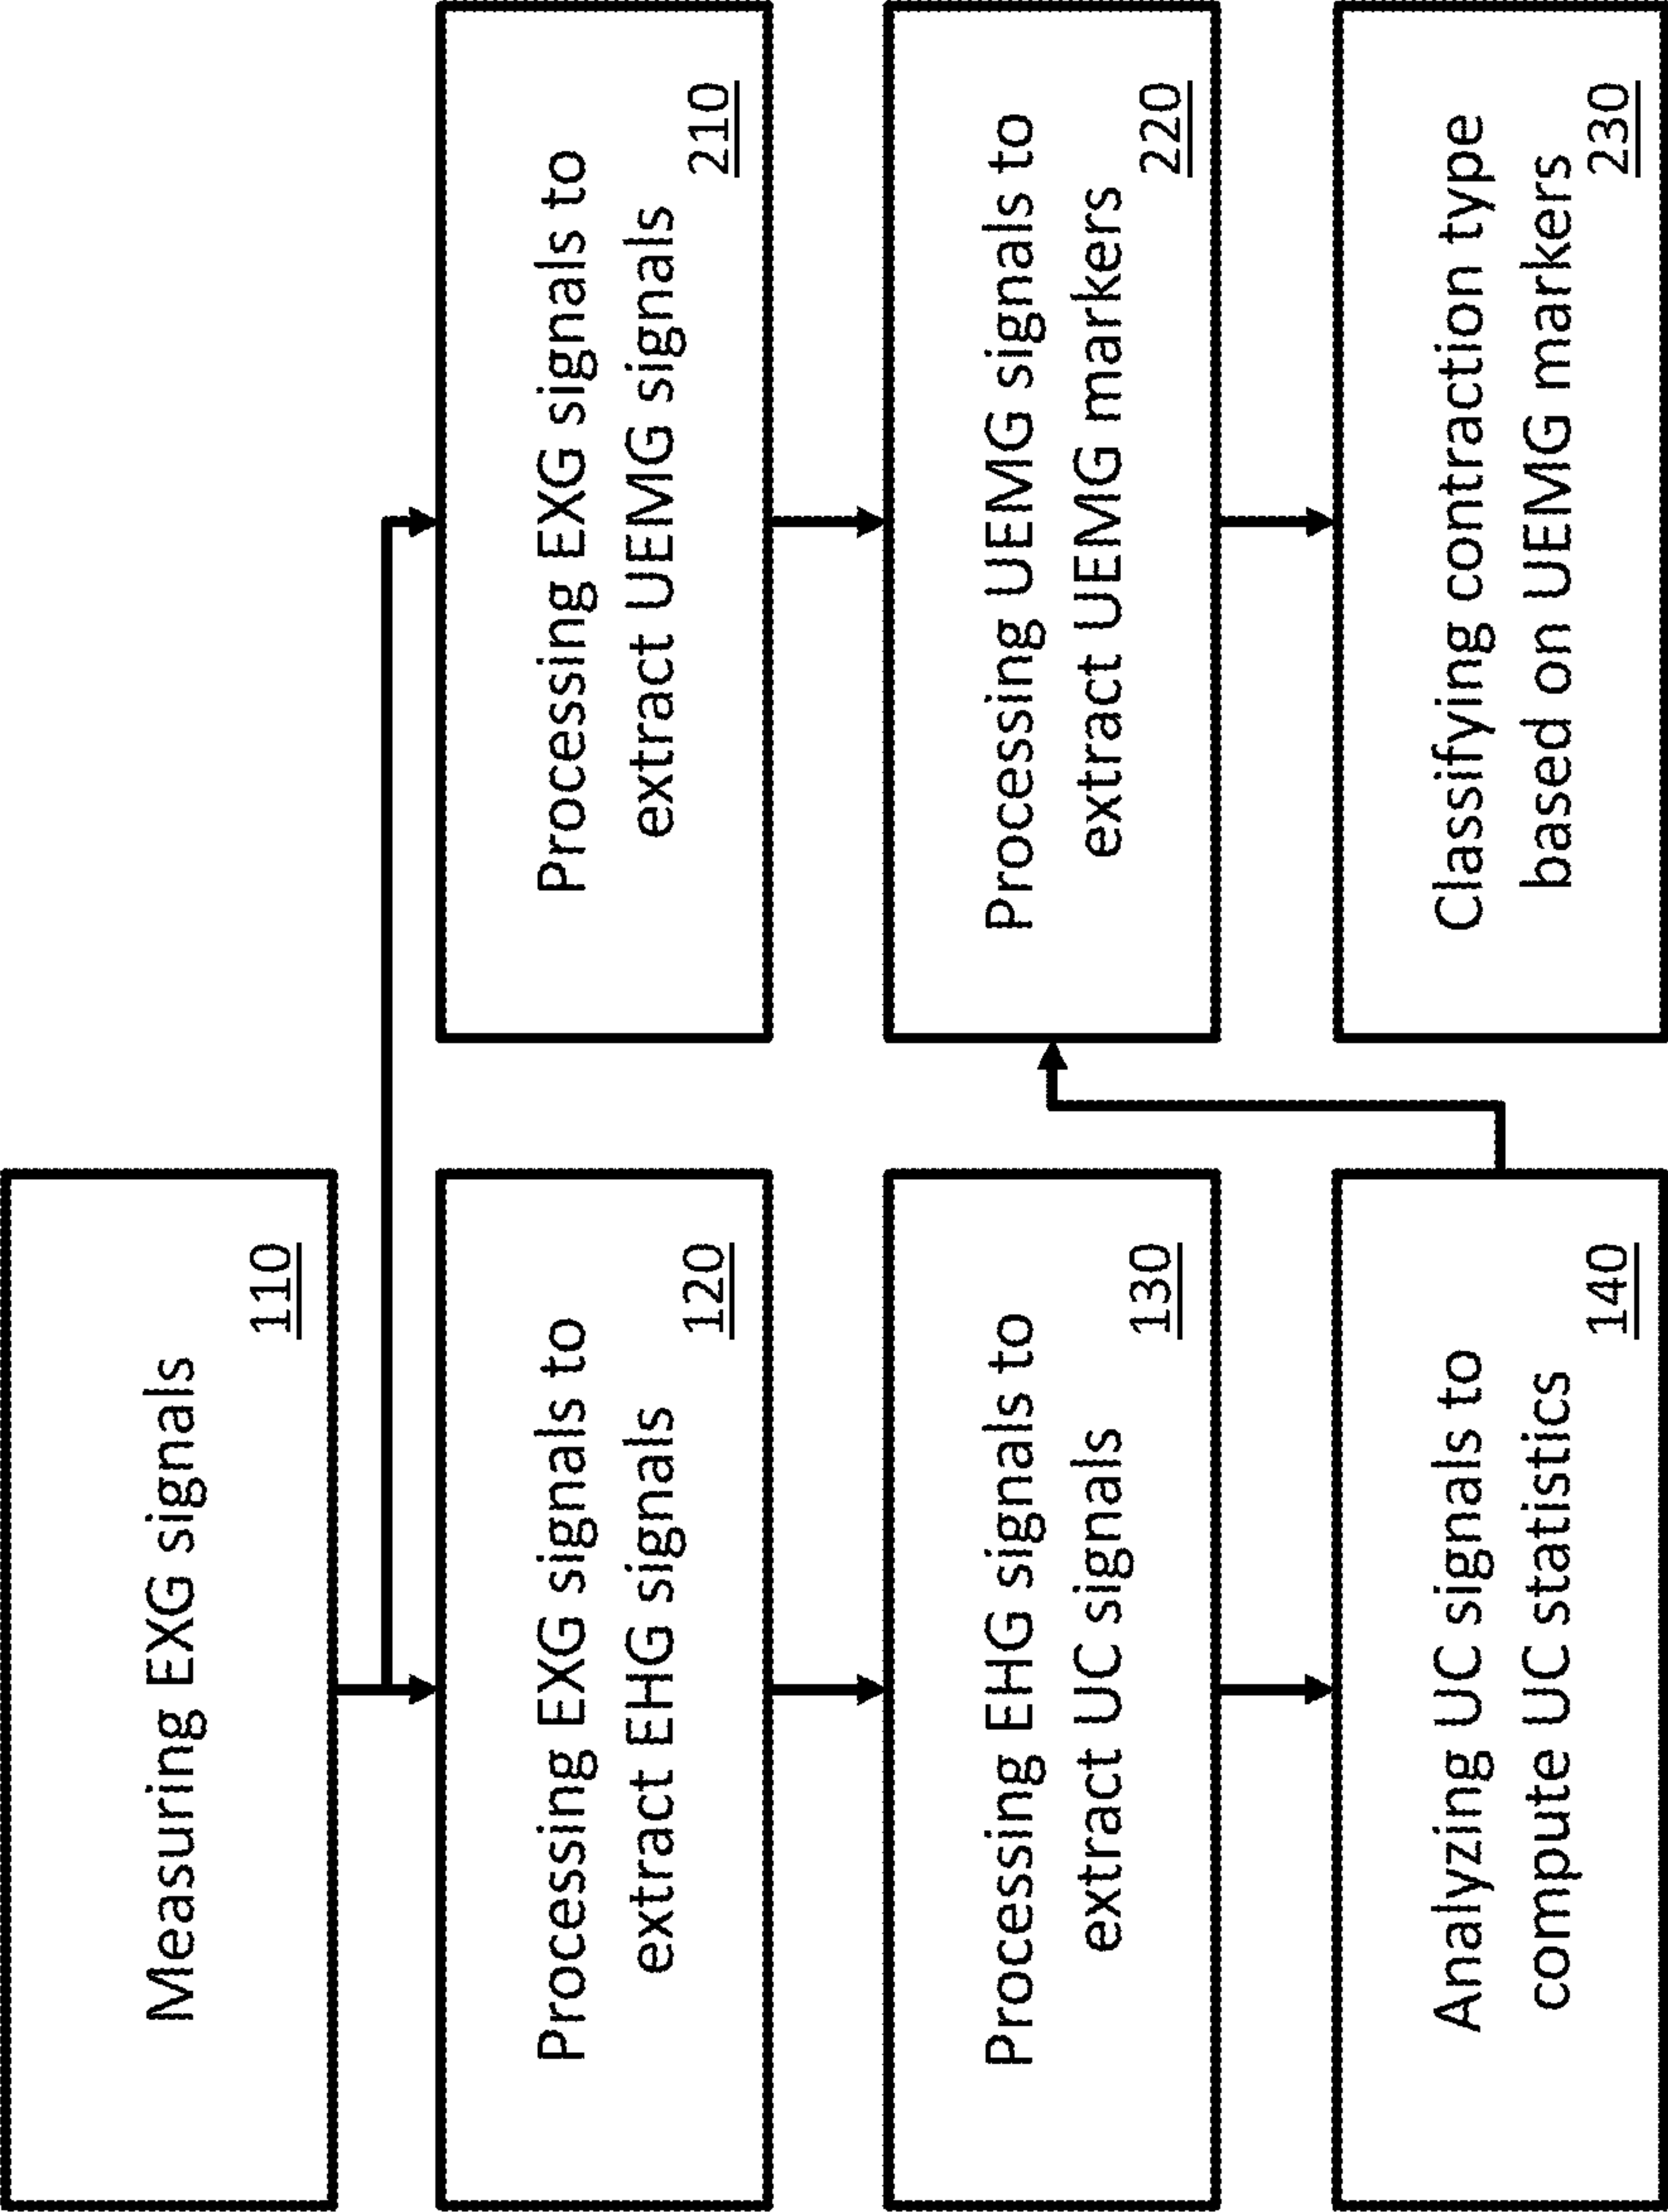 Measuring EXG signals
110
Processing EXG signals to
extract EHG signals
120
Processing EHG signals to
extract UC signals
130
Analyzing UC signals to
compute UC statistics
140
Processing EXG signals to
extract UEMG signals
210
Processing UEMG signals to
extract UEMG markers
220
Classifying contraction type
based on UEMG markers
230